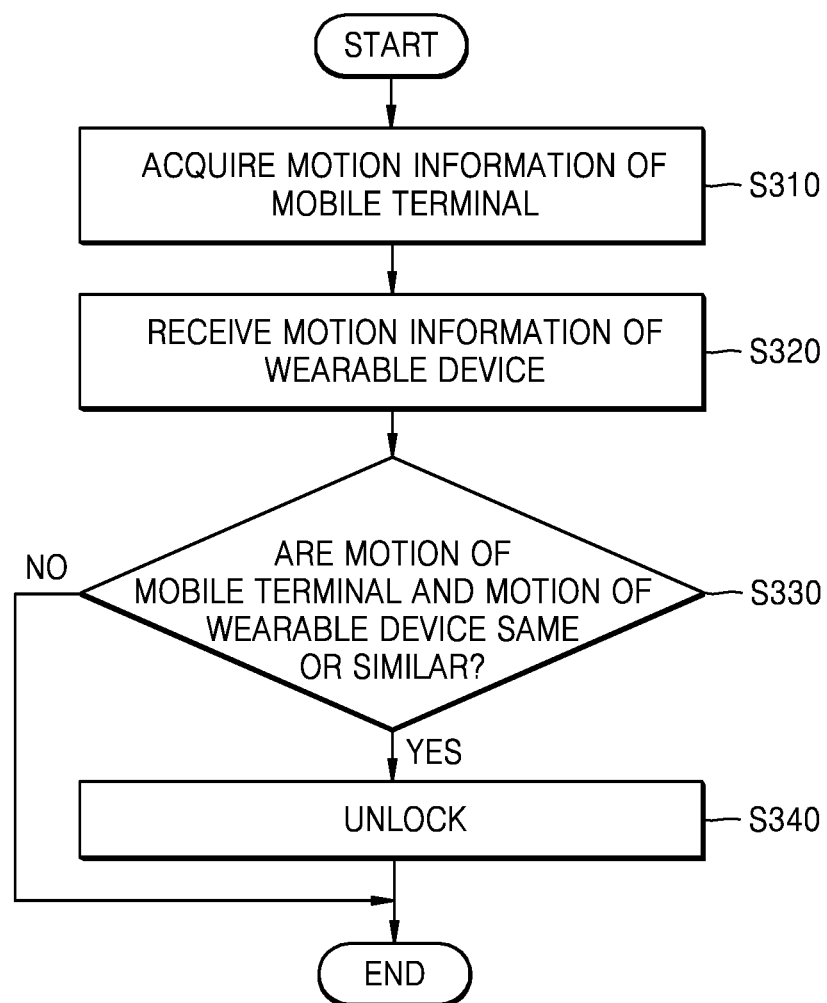 START
ACQUIRE MOTION INFORMATION OF
MOBILE TERMINAL
S310
RECEIVE MOTION INFORMATION OF
WEARABLE DEVICE
S320
NO
ARE MOTION OF
MOBILE TERMINAL AND MOTION OF
WEARABLE DEVICE SAME
OR SIMILAR?
S330
YES
UNLOCK
S340
END